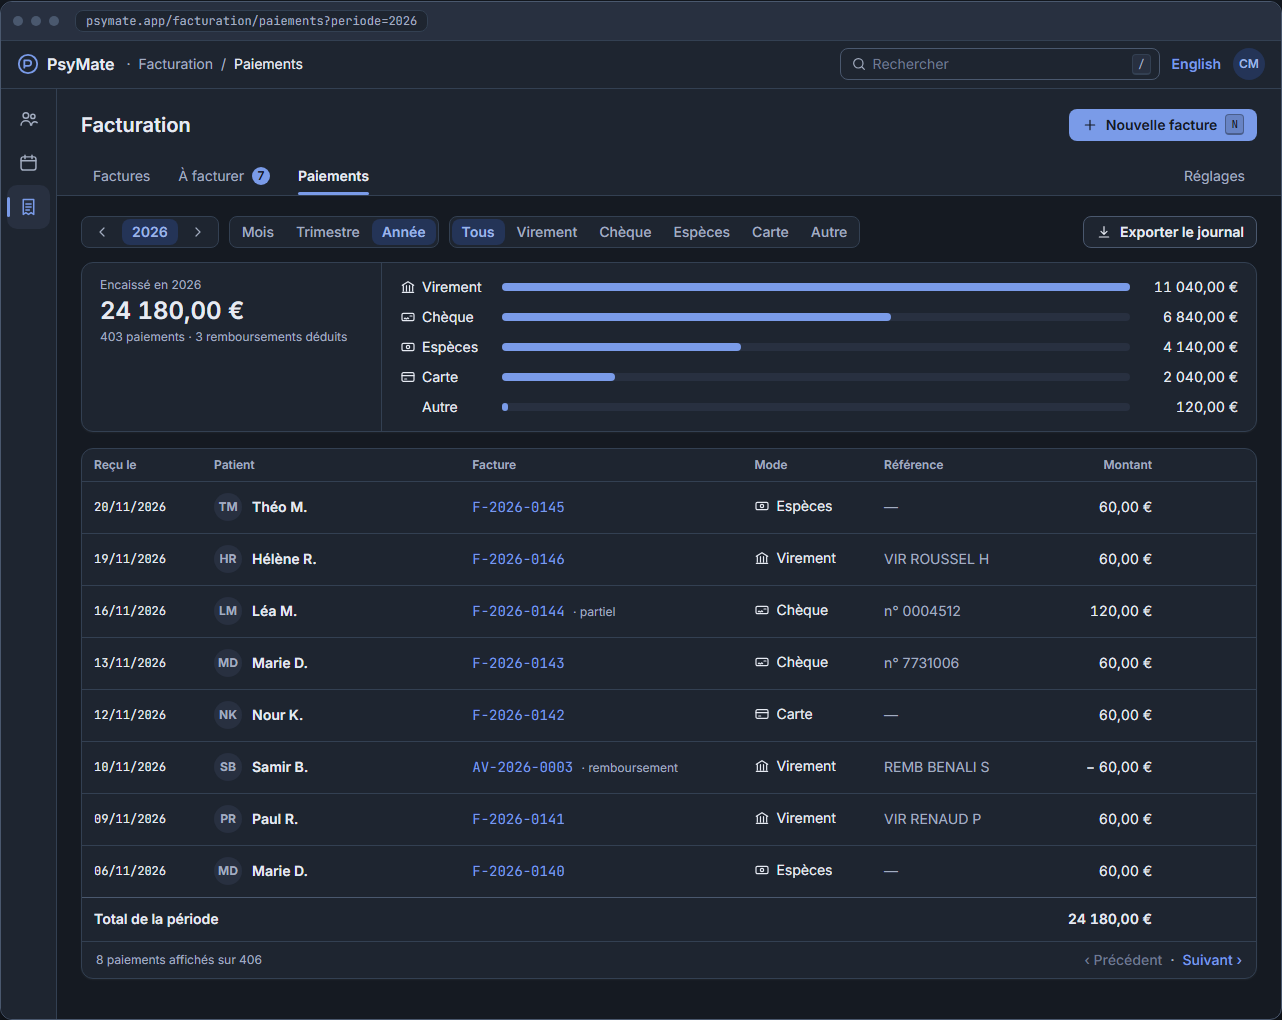 psymate.app/facturation/paiements?periode=2026
PsyMate · Facturation / Paiements
Rechercher /
English
CM
Facturation
+ Nouvelle facture N
Factures
À facturer 7
Paiements
Réglages
‹ 2026 ›
Mois Trimestre Année
Tous Virement Chèque Espèces Carte Autre
Exporter le journal
Encaissé en 2026
24 180,00 €
403 paiements · 3 remboursements déduits
Virement 11 040,00 €
Chèque 6 840,00 €
Espèces 4 140,00 €
Carte 2 040,00 €
Autre 120,00 €
Reçu le Patient Facture Mode Référence Montant
20/11/2026 TM Théo M. F-2026-0145 Espèces — 60,00 €
19/11/2026 HR Hélène R. F-2026-0146 Virement VIR ROUSSEL H 60,00 €
16/11/2026 LM Léa M. F-2026-0144 · partiel Chèque n° 0004512 120,00 €
13/11/2026 MD Marie D. F-2026-0143 Chèque n° 7731006 60,00 €
12/11/2026 NK Nour K. F-2026-0142 Carte — 60,00 €
10/11/2026 SB Samir B. AV-2026-0003 · remboursement Virement REMB BENALI S – 60,00 €
09/11/2026 PR Paul R. F-2026-0141 Virement VIR RENAUD P 60,00 €
06/11/2026 MD Marie D. F-2026-0140 Espèces — 60,00 €
Total de la période 24 180,00 €
8 paiements affichés sur 406
‹ Précédent · Suivant ›